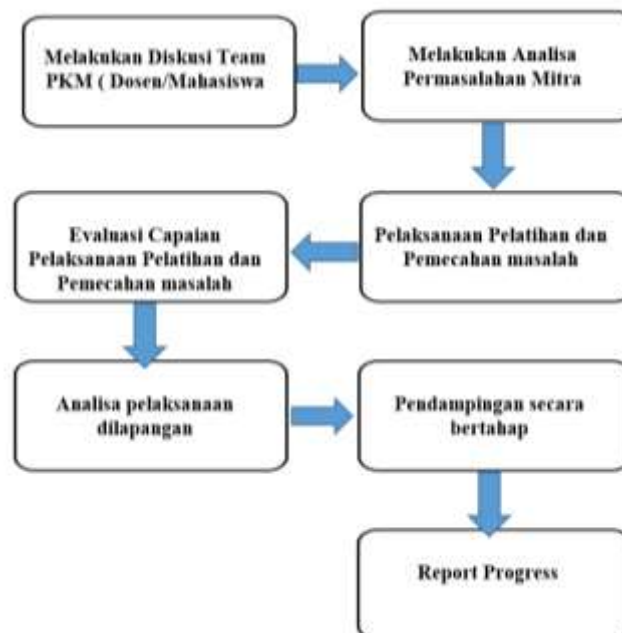 Melakukan Diskusi Team
PKM ( Dosen/Mahasiswa
Melakukan Analisa
Permasalahan Mitra
Pelaksanaan Pelatihan dan
Pemecahan masalah
Evaluasi Capaian
Pelaksanaan Pelatihan dan
Pemecahan masalah
Analisa pelaksanaan
dilapangan
Pendampingan secara
bertahap
Report Progress